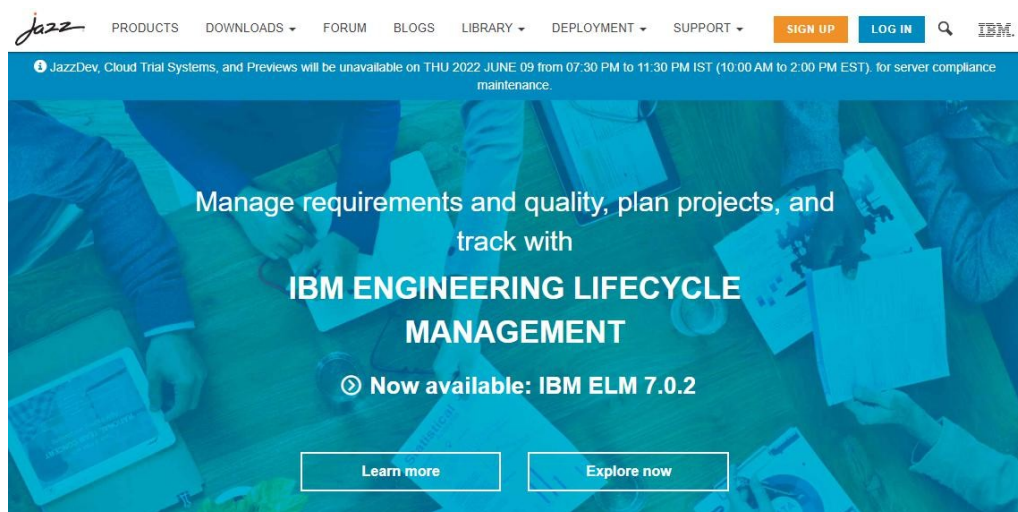 jazz PRODUCTS DOWNLOADS FORUM BLOGS LIBRARY DEPLOYMENT SUPPORT SIGN UP LOG IN IBM.
JazzDev, Cloud Trial Systems, and Previews will be unavailable on THU 2022 JUNE 09 from 07:30 PM to 11:30 PM IST (10:00 AM to 2:00 PM EST). for server compliance
maintenance.
Manage requirements and quality, plan projects, and
track with
IBM ENGINEERING LIFECYCLE
MANAGEMENT
Now available: IBM ELM 7.0.2
Statistical
Learn more Explore now